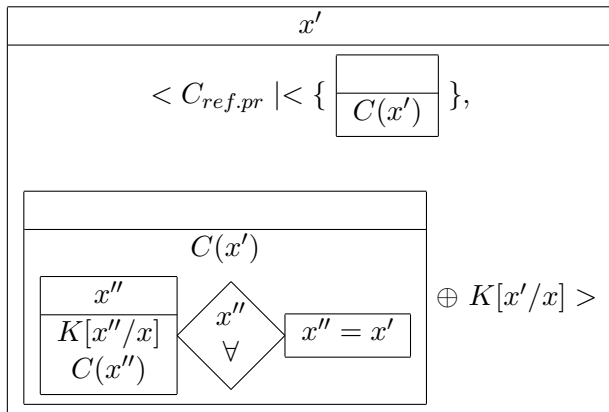 x′
< C_{ref.pr} |< { C(x′) },
C(x′)
x″
K[x″/x]
C(x″)
x″
∀
x″ = x′
⊕ K[x′/x] >